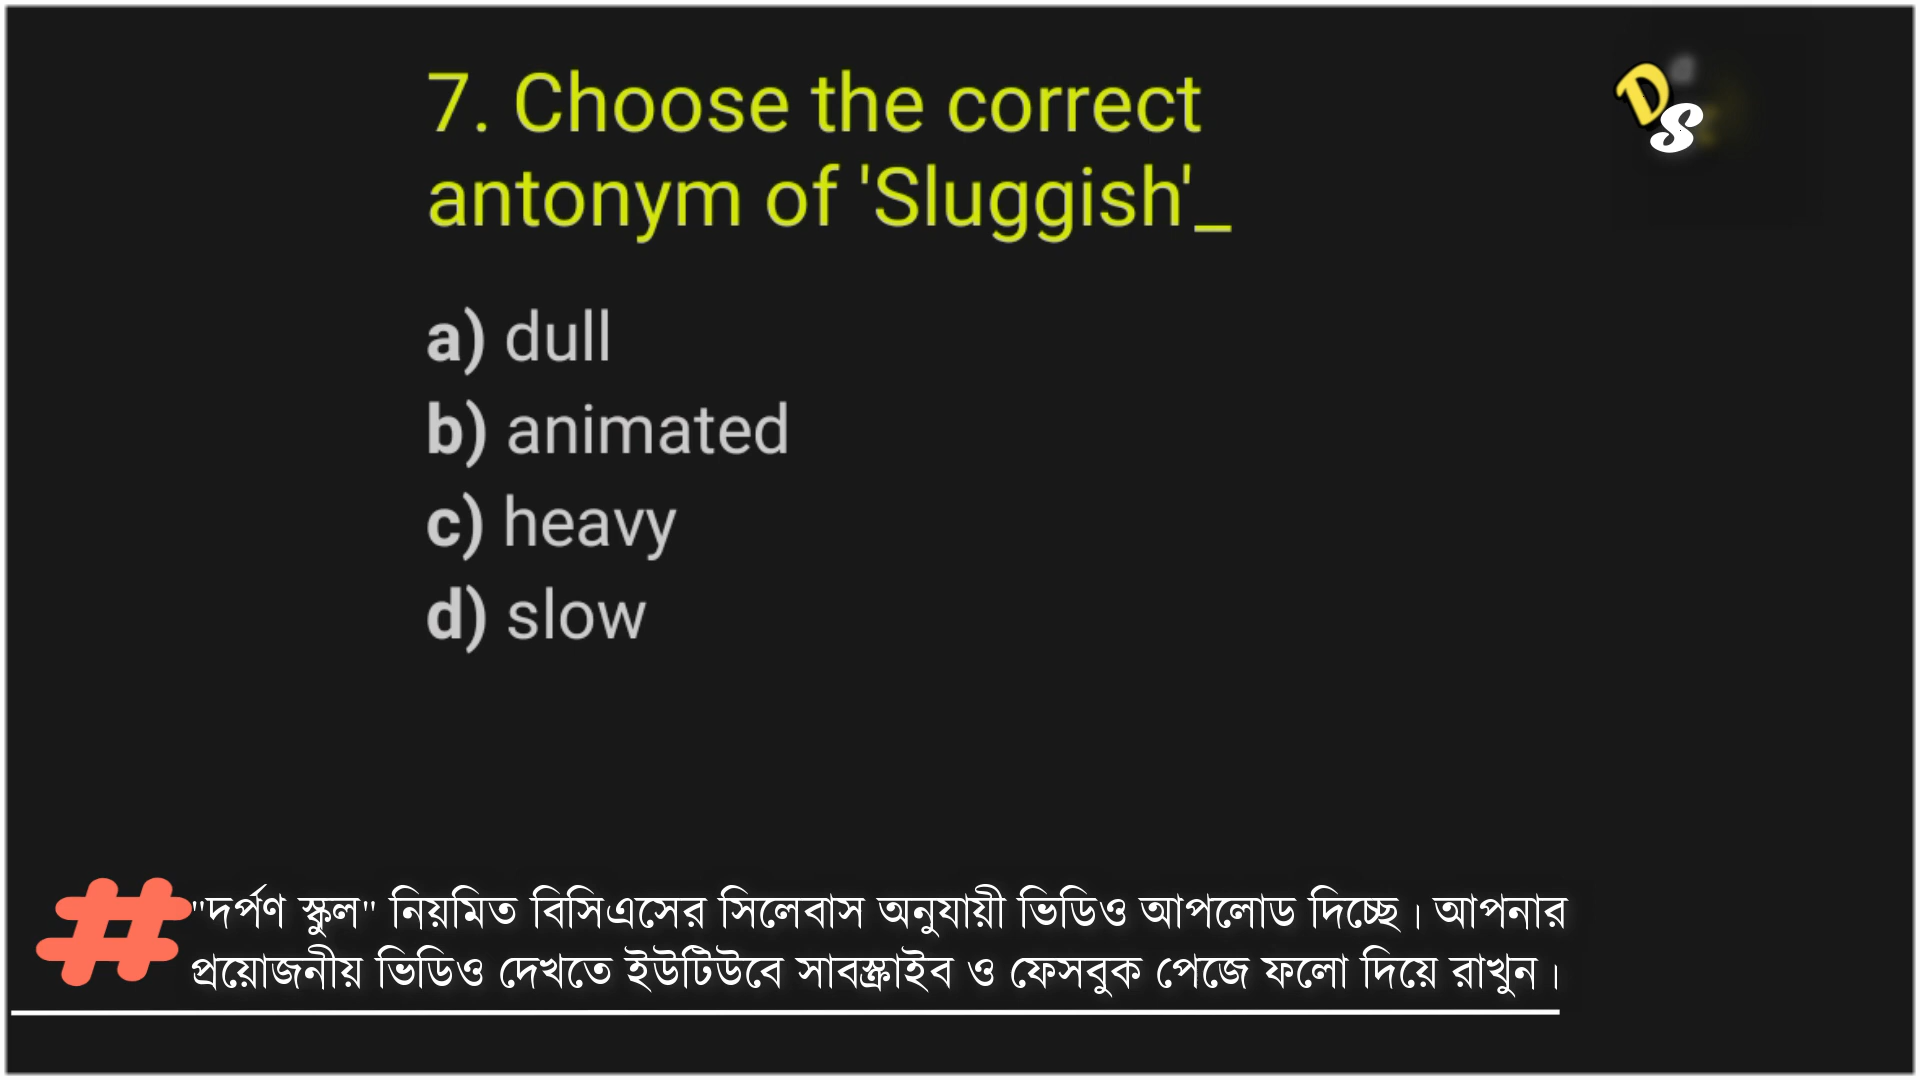 7. Choose the correct
antonym of 'Sluggish'_
a) dull
b) animated
c) heavy
d) slow
DS
"দর্পণ স্কুল" নিয়মিত বিসিএসের সিলেবাস অনুযায়ী ভিডিও আপলোড দিচ্ছে। আপনার
প্রয়োজনীয় ভিডিও দেখতে ইউটিউবে সাবস্ক্রাইব ও ফেসবুক পেজে ফলো দিয়ে রাখুন।